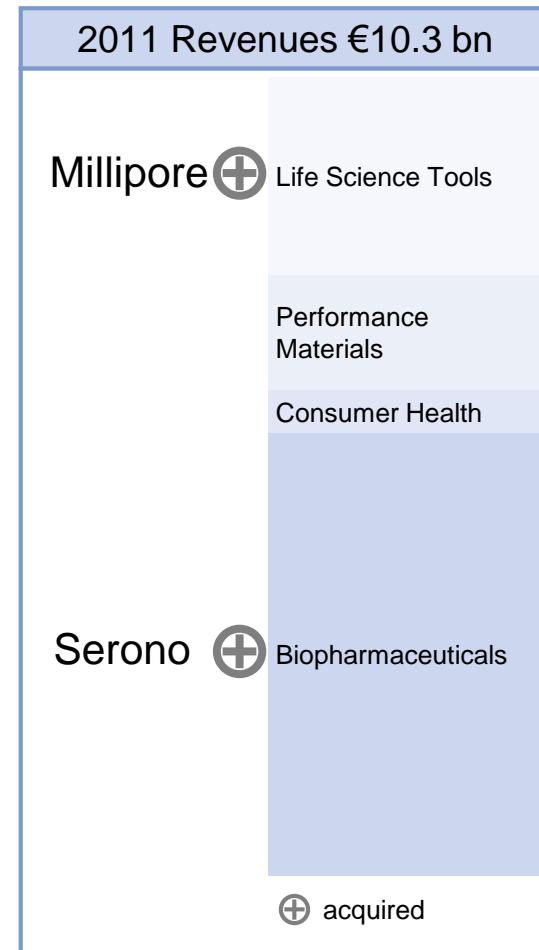 2011 Revenues €10.3 bn
Millipore
Life Science Tools
Performance
Materials
Consumer Health
Serono
Biopharmaceuticals
acquired